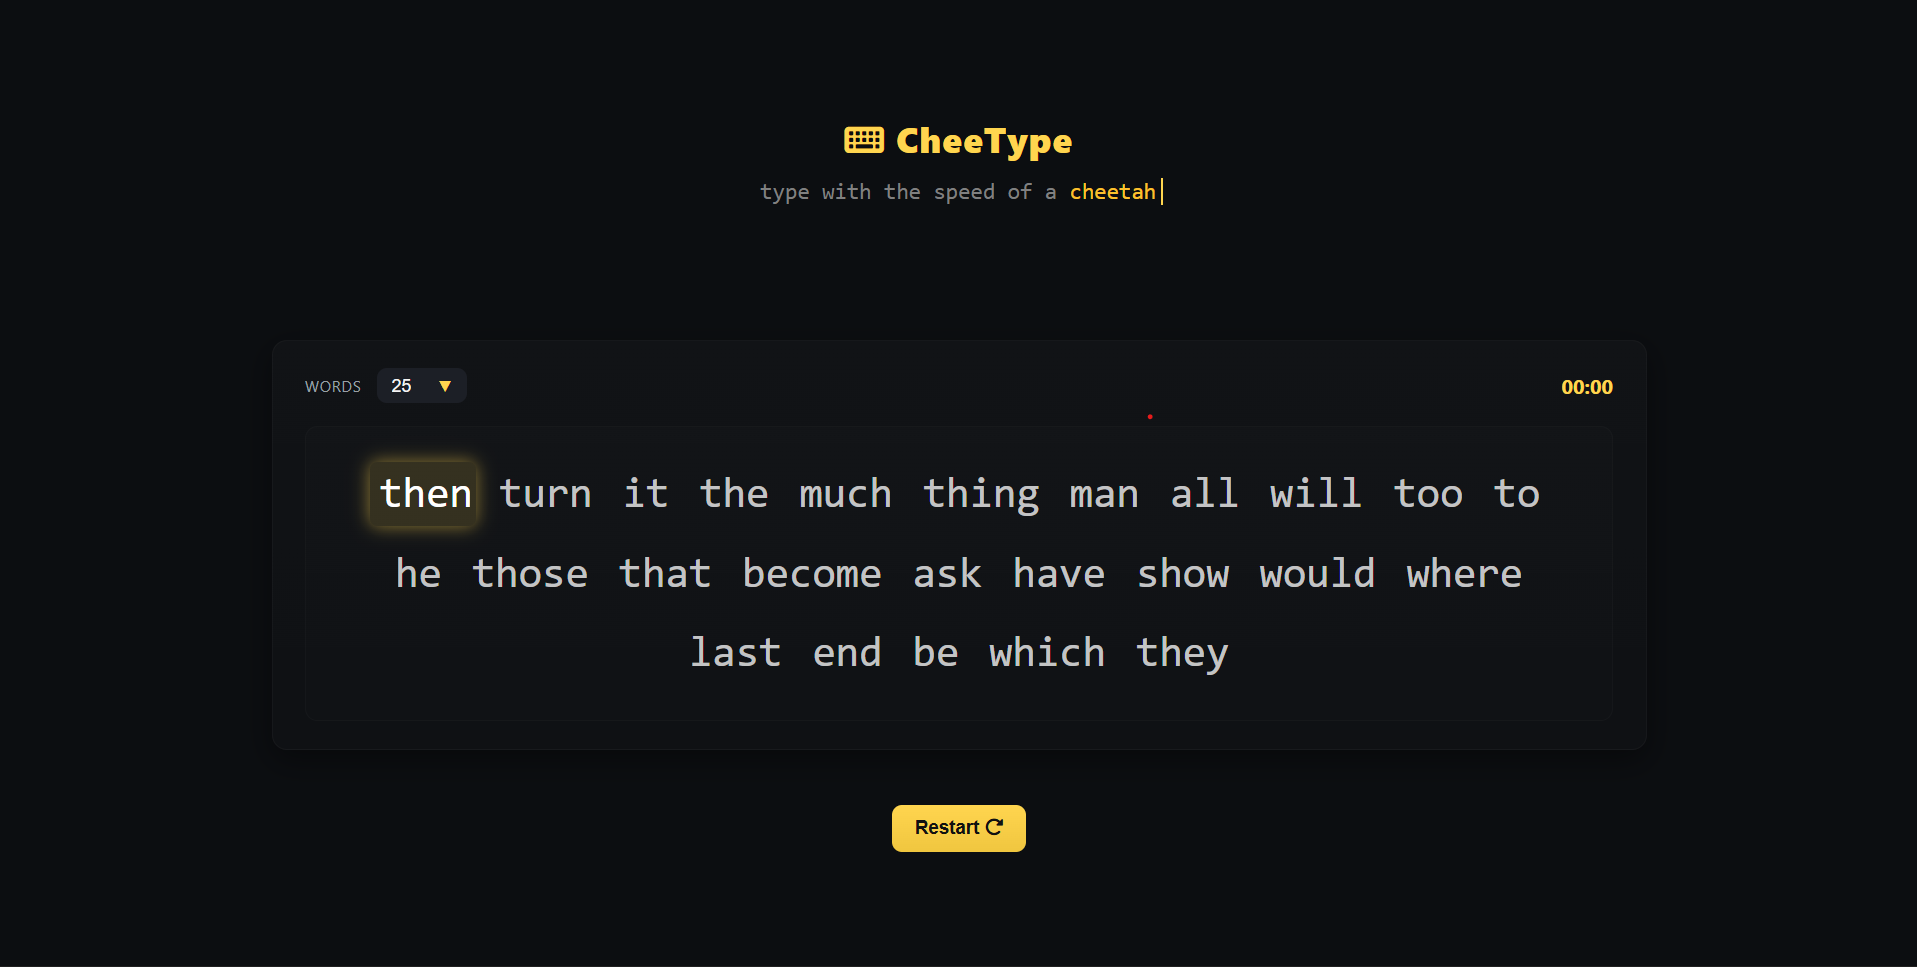 CheeType
type with the speed of a cheetah
WORDS 25 00:00
then turn it the much thing man all will too to
he those that become ask have show would where
last end be which they
Restart